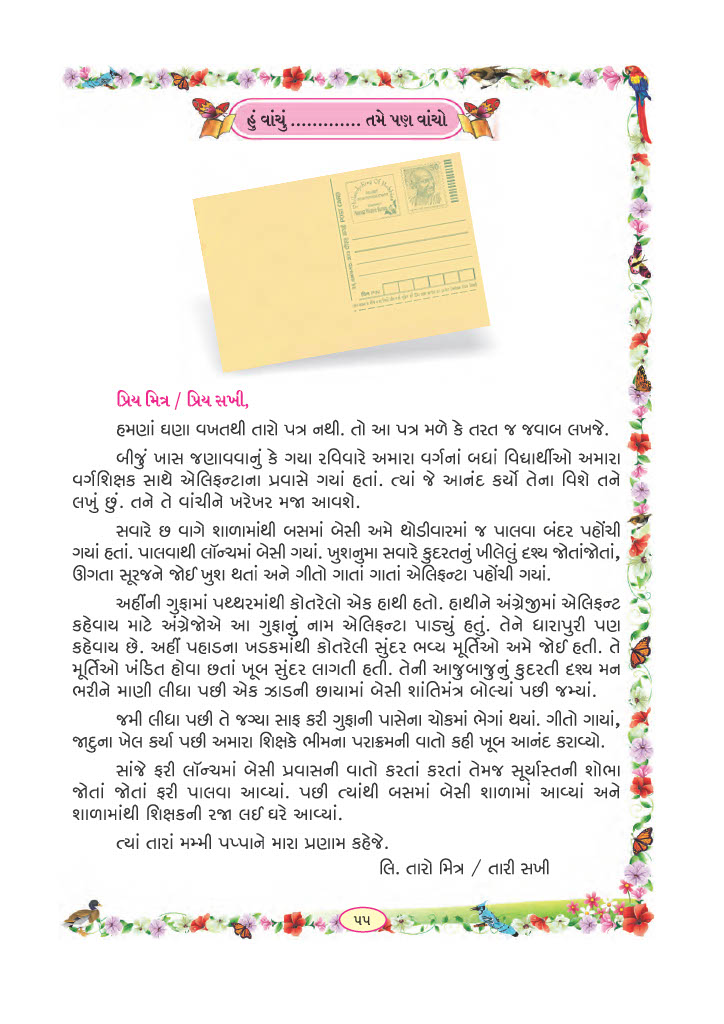 હું વાંચું ............. તમે પણ વાંચો
POST CARD
પ્રિય મિત્ર / પ્રિય સખી,
હમણાં ઘણા વખતથી તારો પત્ર નથી. તો આ પત્ર મળે કે તરત જ જવાબ લખજે.
બીજું ખાસ જણાવવાનું કે ગયા રવિવારે અમારા વર્ગનાં બધાં વિદ્યાર્થીઓ અમારા
વર્ગશિક્ષક સાથે એલિફન્ટાના પ્રવાસે ગયાં હતાં. ત્યાં જે આનંદ કર્યો તેના વિશે તને
લખું છું. તને તે વાંચીને ખરેખર મજા આવશે.
સવારે છ વાગે શાળામાંથી બસમાં બેસી અમે થોડીવારમાં જ પાલવા બંદર પહોંચી
ગયાં હતાં. પાલવાથી લૉન્ચમાં બેસી ગયાં. ખુશનુમા સવારે કુદરતનું ખીલેલું દશ્ય જોતાંજોતાં,
ઊગતા સૂરજને જોઈ ખુશ થતાં અને ગીતો ગાતાં ગાતાં એલિફન્ટા પહોંચી ગયાં.
અહીંની ગુફામાં પથ્થરમાંથી કોતરેલો એક હાથી હતો. હાથીને અંગ્રેજીમાં એલિફન્ટ
કહેવાય માટે અંગ્રેજોએ આ ગુફાનું નામ એલિફન્ટા પાડ્યું હતું. તેને ધારાપુરી પણ
કહેવાય છે. અહીં પહાડના ખડકમાંથી કોતરેલી સુંદર ભવ્ય મૂર્તિઓ અમે જોઈ હતી. તે
મૂર્તિઓ ખંડિત હોવા છતાં ખૂબ સુંદર લાગતી હતી. તેની આજુબાજુનું કુદરતી દશ્ય મન
ભરીને માણી લીધા પછી એક ઝાડની છાયામાં બેસી શાંતિમંત્ર બોલ્યાં પછી જમ્યાં.
જમી લીધા પછી તે જગ્યા સાફ કરી ગુફાની પાસેના ચોકમાં ભેગાં થયાં. ગીતો ગાયાં,
જાદુના ખેલ કર્યા પછી અમારા શિક્ષકે ભીમના પરાક્રમની વાતો કહી ખૂબ આનંદ કરાવ્યો.
સાંજે ફરી લૉન્ચમાં બેસી પ્રવાસની વાતો કરતાં કરતાં તેમજ સૂર્યાસ્તની શોભા
જોતાં જોતાં ફરી પાલવા આવ્યાં. પછી ત્યાંથી બસમાં બેસી શાળામાં આવ્યાં અને
શાળામાંથી શિક્ષકની રજા લઈ ઘરે આવ્યાં.
ત્યાં તારાં મમ્મી પપ્પાને મારા પ્રણામ કહેજે.
લિ. તારો મિત્ર / તારી સખી
૫૫